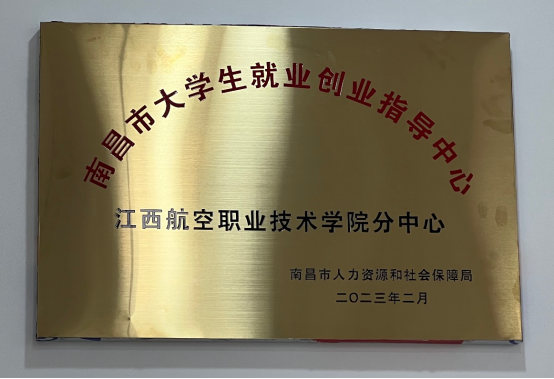 南昌市大学生就业创业指导中心
江西航空职业技术学院分中心
南昌市人力资源和社会保障局
二〇二三年二月